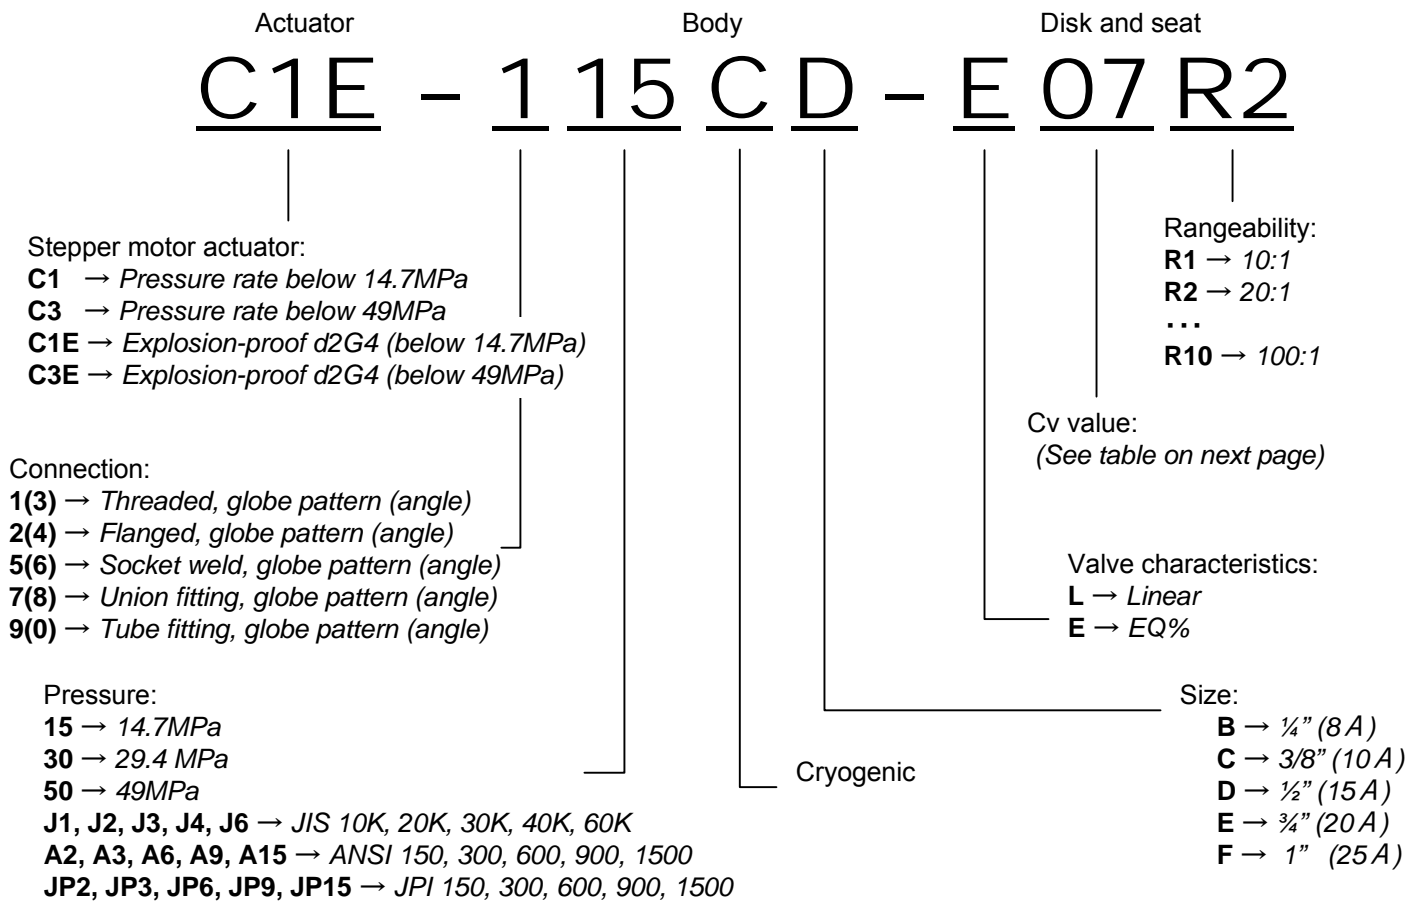 Actuator Body Disk and seat
C1E – 1 15 C D – E 07 R2
Stepper motor actuator:
C1 → Pressure rate below 14.7MPa
C3 → Pressure rate below 49MPa
C1E → Explosion-proof d2G4 (below 14.7MPa)
C3E → Explosion-proof d2G4 (below 49MPa)
Rangeability:
R1 → 10:1
R2 → 20:1
...
R10 → 100:1
Cv value:
(See table on next page)
Connection:
1(3) → Threaded, globe pattern (angle)
2(4) → Flanged, globe pattern (angle)
5(6) → Socket weld, globe pattern (angle)
7(8) → Union fitting, globe pattern (angle)
9(0) → Tube fitting, globe pattern (angle)
Valve characteristics:
L → Linear
E → EQ%
Pressure:
15 → 14.7MPa
30 → 29.4 MPa
50 → 49MPa
J1, J2, J3, J4, J6 → JIS 10K, 20K, 30K, 40K, 60K
A2, A3, A6, A9, A15 → ANSI 150, 300, 600, 900, 1500
JP2, JP3, JP6, JP9, JP15 → JPI 150, 300, 600, 900, 1500
Cryogenic
Size:
B → ¼” (8A)
C → 3/8” (10A)
D → ½” (15A)
E → ¾” (20A)
F → 1” (25A)